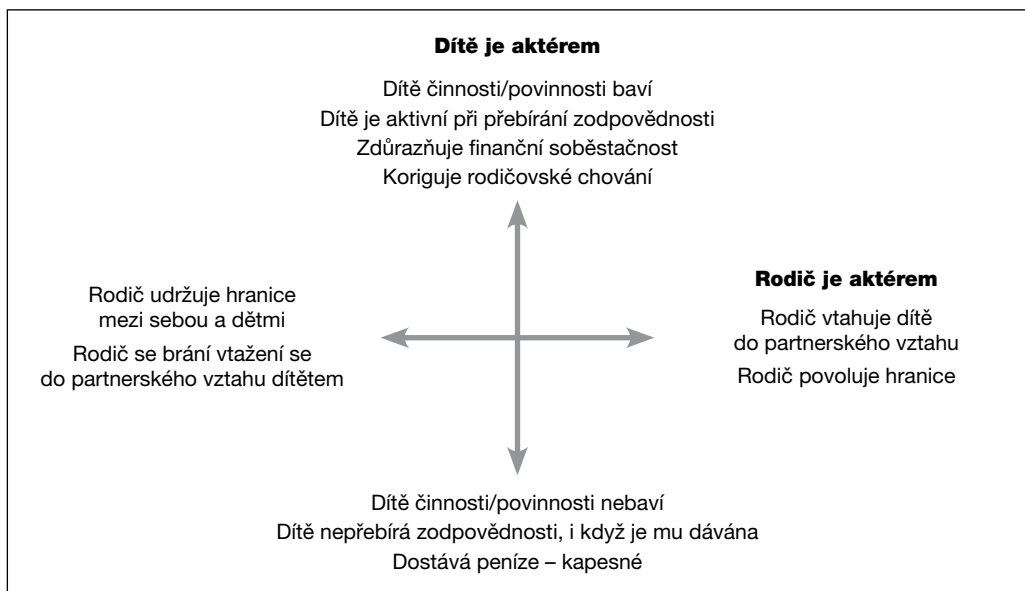 Dítě je aktérem
Dítě činnosti/povinnosti baví
Dítě je aktivní při přebírání zodpovědnosti
Zdůrazňuje finanční soběstačnost
Koriguje rodičovské chování
Rodič udržuje hranice
mezi sebou a dětmi
Rodič se brání vtažení se
do partnerského vztahu dítětem
Rodič je aktérem
Rodič vtahuje dítě
do partnerského vztahu
Rodič povoluje hranice
Dítě činnosti/povinnosti nebaví
Dítě nepřebírá zodpovědnosti, i když je mu dávána
Dostává peníze – kapesné